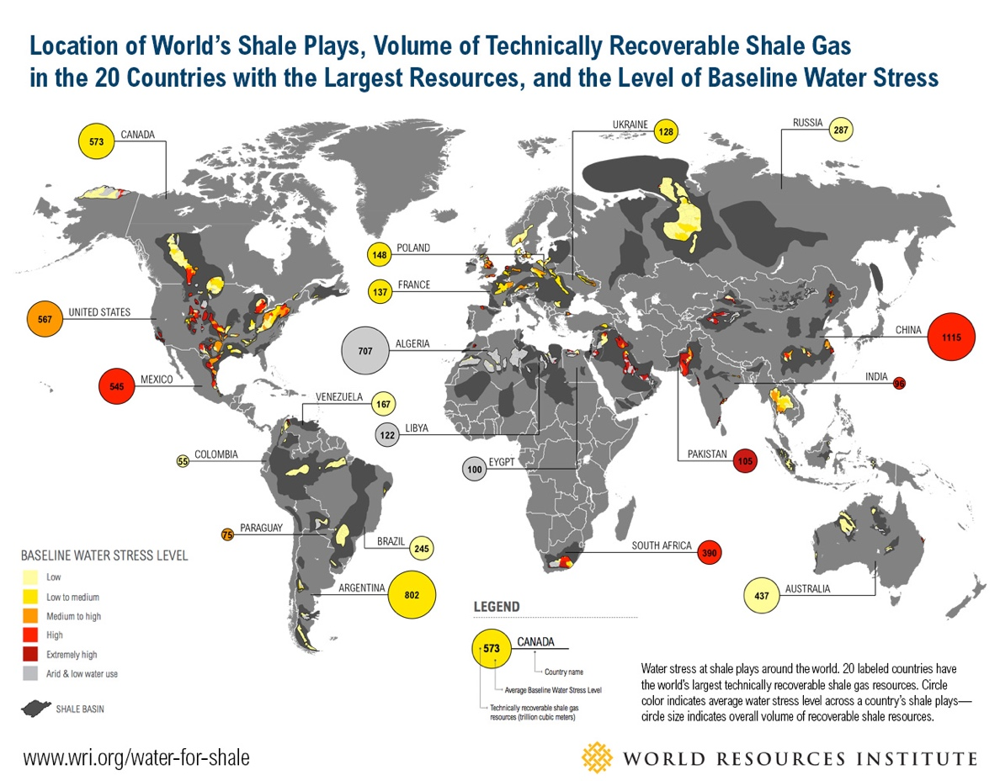 Location of World's Shale Plays, Volume of Technically Recoverable Shale Gas
in the 20 Countries with the Largest Resources, and the Level of Baseline Water Stress
573
CANADA
UKRAINE
128
RUSSIA
287
148
POLAND
137
FRANCE
567
UNITED STATES
707
ALGERIA
CHINA
1115
545
MEXICO
INDIA
96
VENEZUELA
167
122
LIBYA
55
COLOMBIA
100
EYGPT
PAKISTAN
105
75
PARAGUAY
BRAZIL
245
SOUTH AFRICA
390
ARGENTINA
802
437
AUSTRALIA
BASELINE WATER STRESS LEVEL
Low
Low to medium
Medium to high
High
Extremely high
Arid & low water use
SHALE BASIN
LEGEND
573
CANADA
Country name
Average Baseline Water Stress Level
Technically recoverable shale gas
resources (trillion cubic meters)
Water stress at shale plays around the world. 20 labeled countries have
the world's largest technically recoverable shale gas resources. Circle
color indicates average water stress level across a country's shale plays—
circle size indicates overall volume of recoverable shale resources.
www.wri.org/water-for-shale
WORLD RESOURCES INSTITUTE